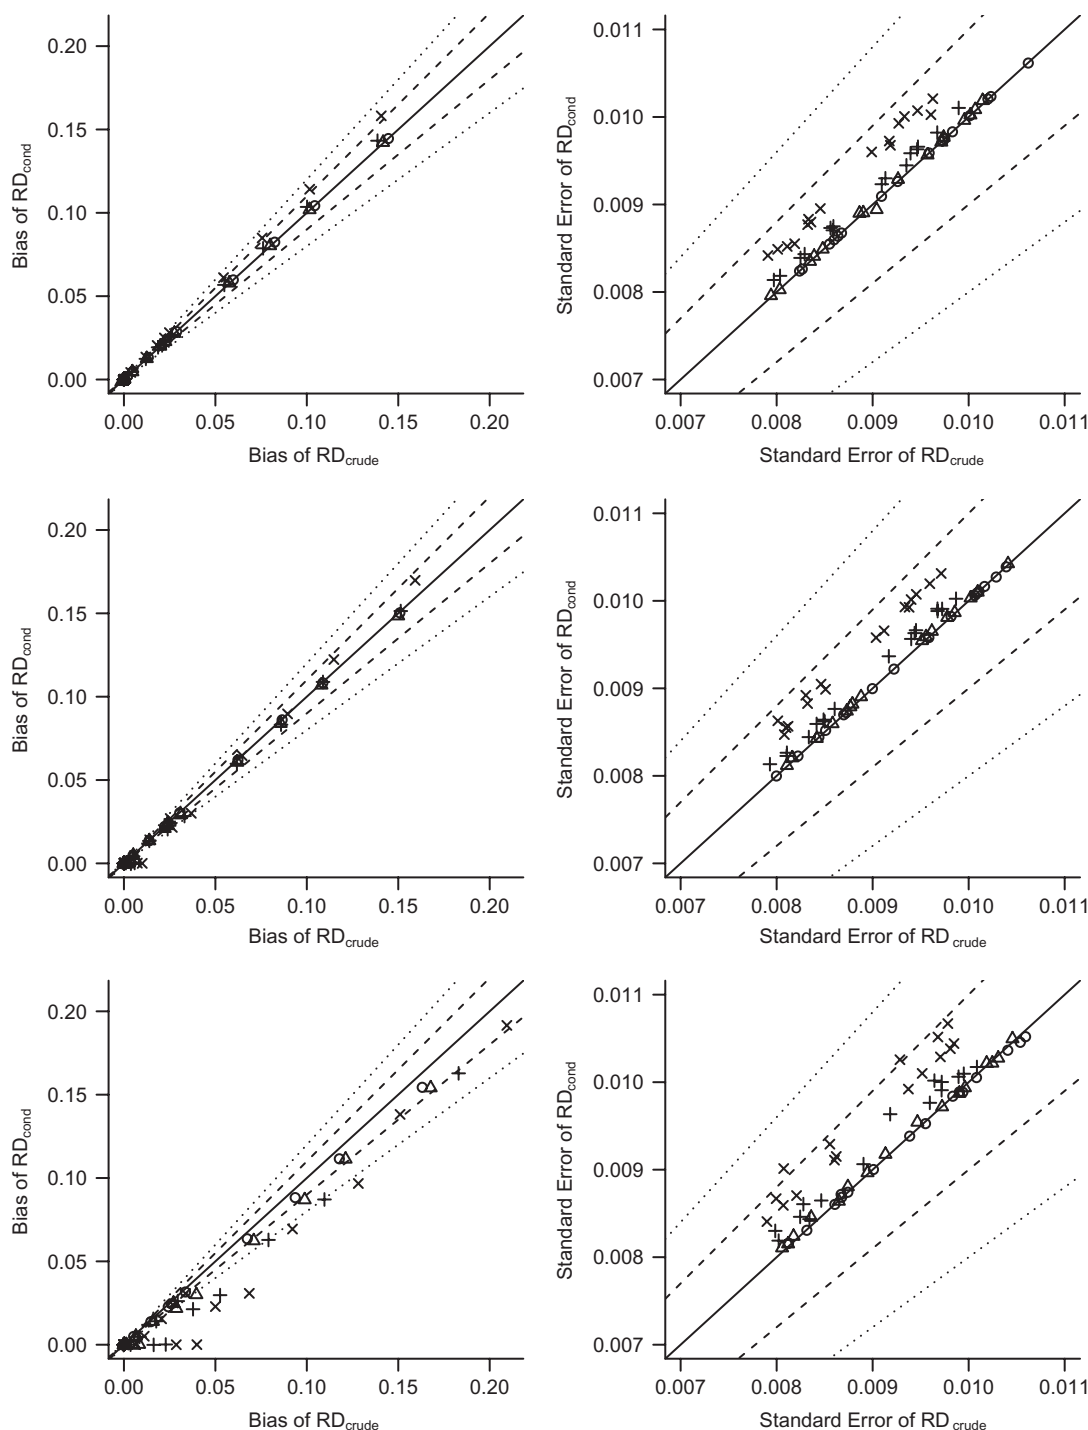 0.20
0.15
0.10
0.05
0.00
Bias of RDcond
0.00 0.05 0.10 0.15 0.20
Bias of RDcrude
0.011
0.010
0.009
0.008
0.007
Standard Error of RDcond
0.007 0.008 0.009 0.010 0.011
Standard Error of RDcrude
0.20
0.15
0.10
0.05
0.00
Bias of RDcond
0.00 0.05 0.10 0.15 0.20
Bias of RDcrude
0.011
0.010
0.009
0.008
0.007
Standard Error of RDcond
0.007 0.008 0.009 0.010 0.011
Standard Error of RDcrude
0.20
0.15
0.10
0.05
0.00
Bias of RDcond
0.00 0.05 0.10 0.15 0.20
Bias of RDcrude
0.011
0.010
0.009
0.008
0.007
Standard Error of RDcond
0.007 0.008 0.009 0.010 0.011
Standard Error of RDcrude